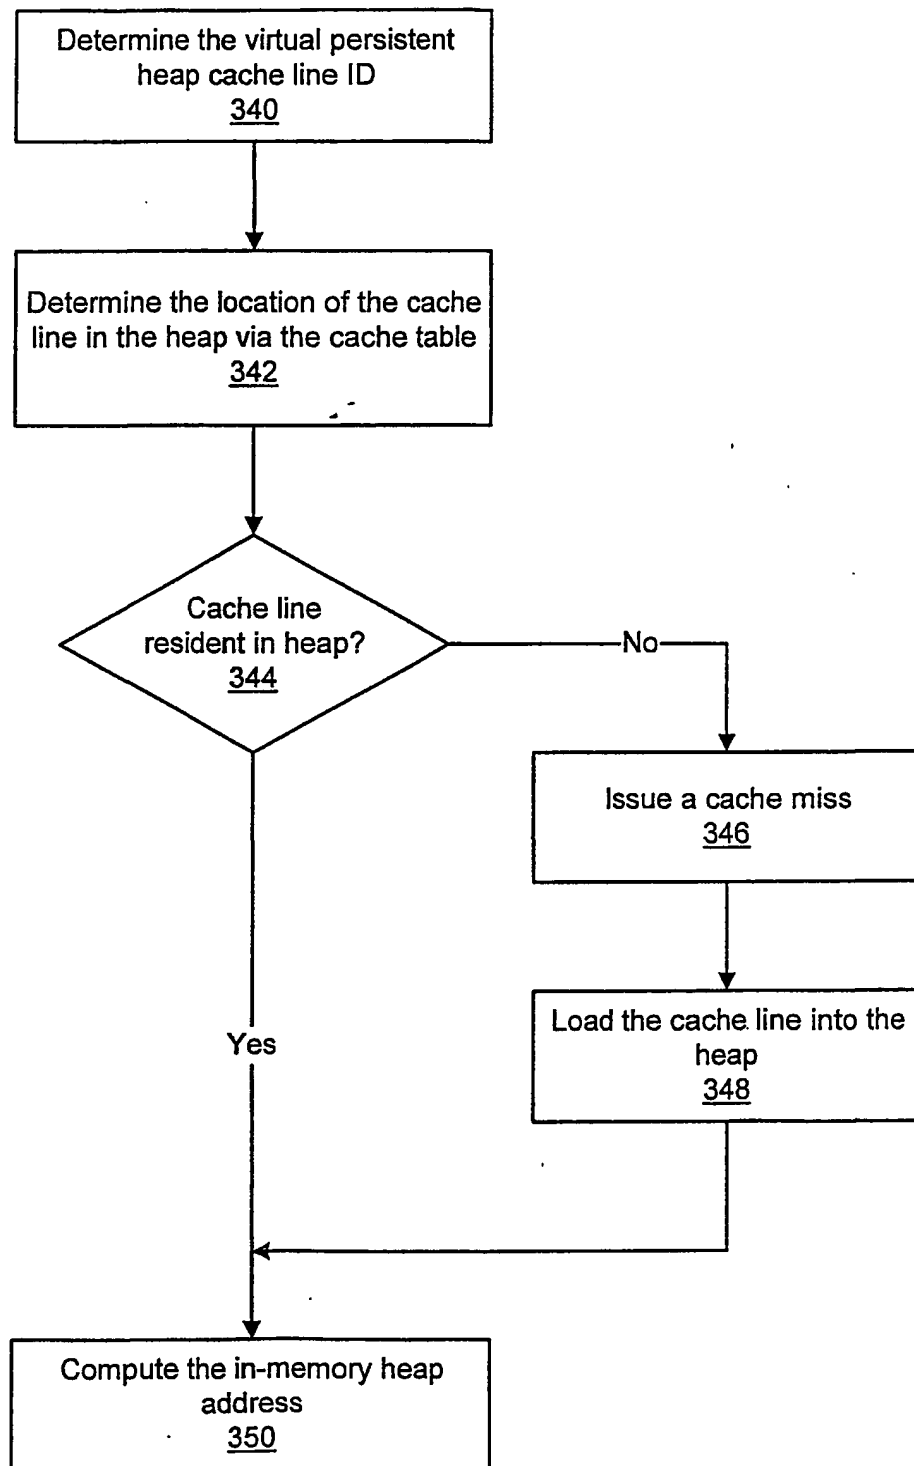 Determine the virtual persistent
heap cache line ID
340
Determine the location of the cache
line in the heap via the cache table
342
Cache line
resident in heap?
344
No
Issue a cache miss
346
Load the cache line into the
heap
348
Yes
Compute the in-memory heap
address
350